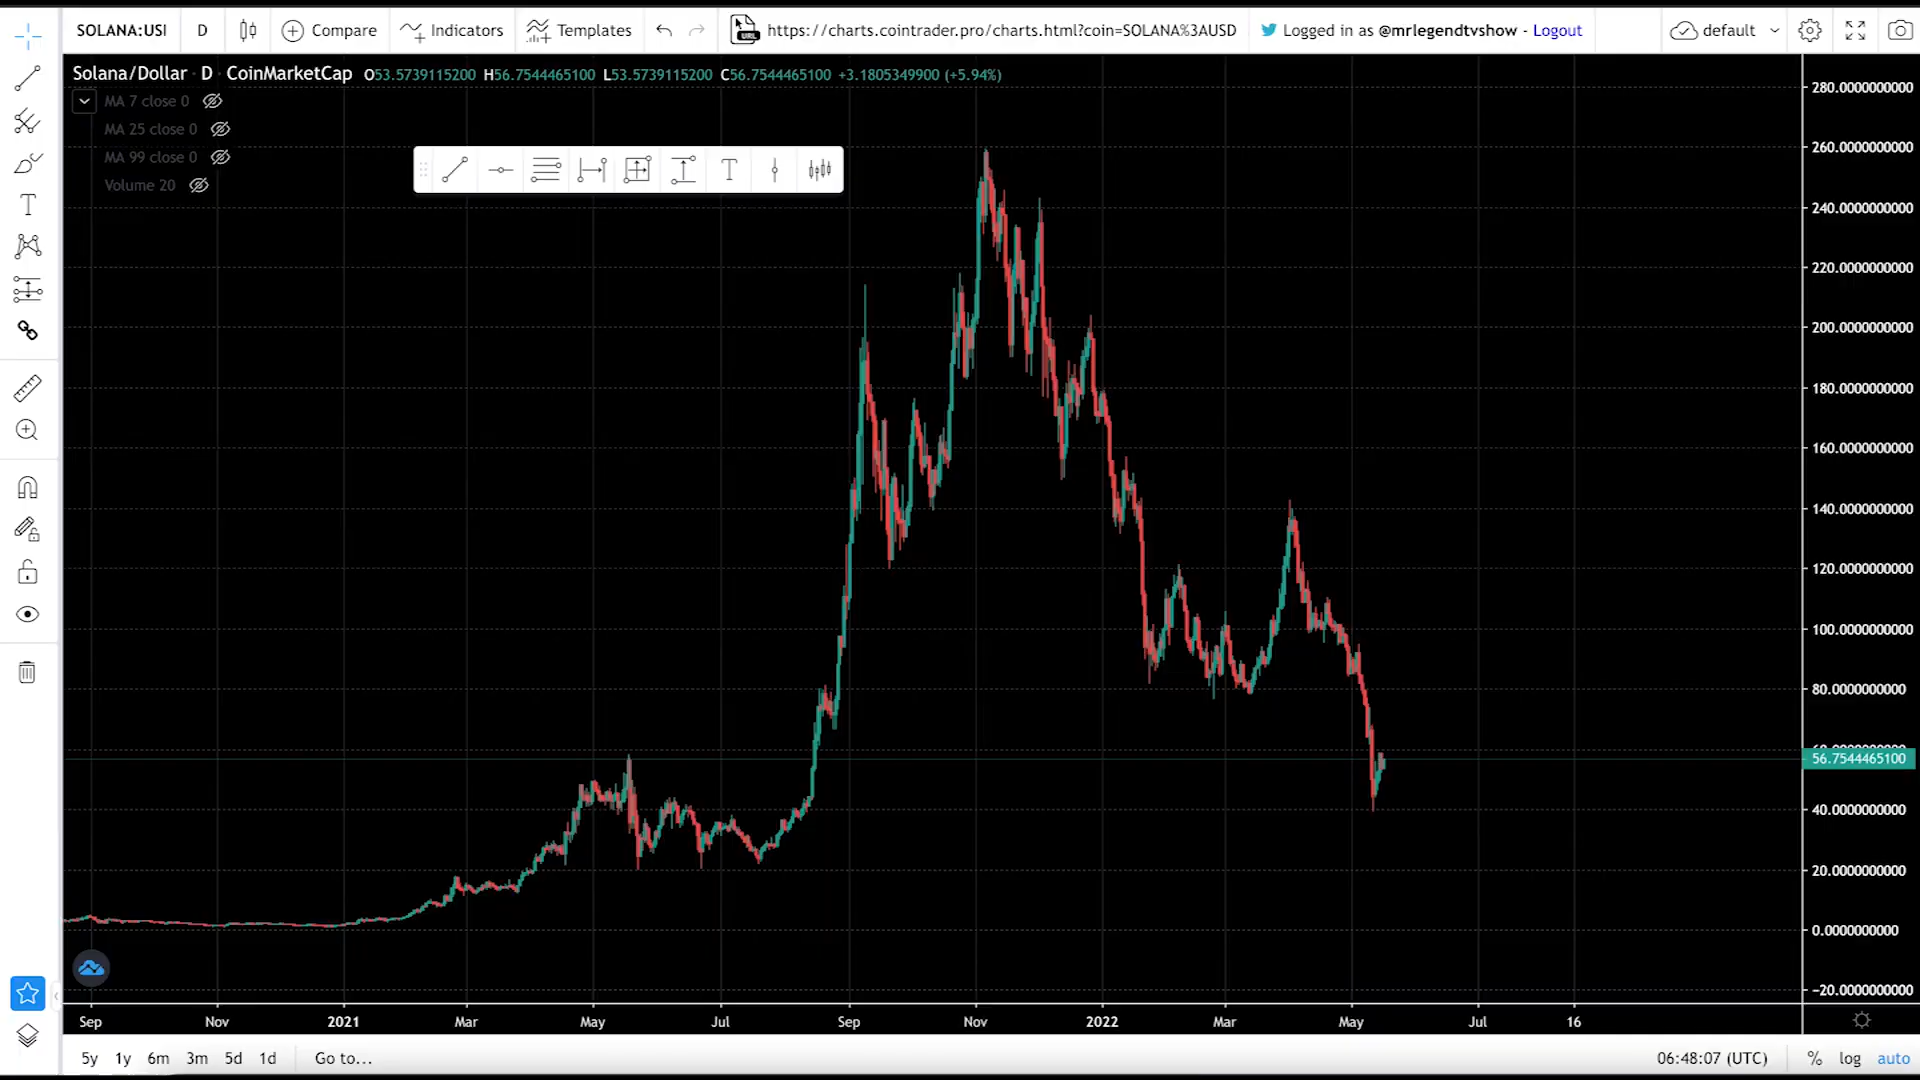 SOLANA:USI D Compare Indicators Templates URL https://charts.cointrader.pro/charts.html?coin=SOLANA%3AUSD Logged in as @mrlegendtvshow - Logout default
Solana/Dollar D CoinMarketCap O53.5739115200 H56.7544465100 L53.5739115200 C56.7544465100 +3.1805349900 (+5.94%)
MA 7 close 0
MA 25 close 0
MA 99 close 0
Volume 20
280.0000000000
260.0000000000
240.0000000000
220.0000000000
200.0000000000
180.0000000000
160.0000000000
140.0000000000
120.0000000000
100.0000000000
80.0000000000
56.7544465100
40.0000000000
20.0000000000
0.0000000000
-20.0000000000
Sep Nov 2021 Mar May Jul Sep Nov 2022 Mar May Jul 16
5y 1y 6m 3m 5d 1d Go to... 06:48:07 (UTC) % log auto